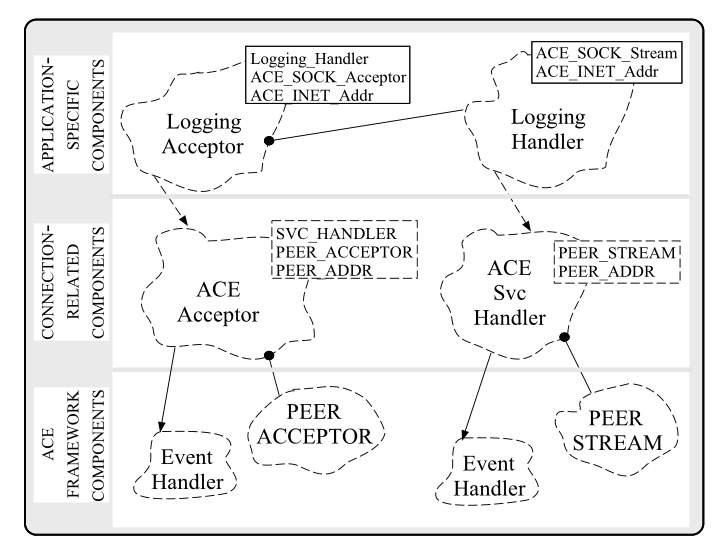 APPLICATION-
SPECIFIC
COMPONENTS
Logging_Handler
ACE_SOCK_Acceptor
ACE_INET_Addr
Logging
Acceptor
ACE_SOCK_Stream
ACE_INET_Addr
Logging
Handler
CONNECTION-
RELATED
COMPONENTS
SVC_HANDLER
PEER_ACCEPTOR
PEER_ADDR
ACE
Acceptor
PEER_STREAM
PEER_ADDR
ACE
Svc
Handler
ACE
FRAMEWORK
COMPONENTS
Event
Handler
PEER
ACCEPTOR
Event
Handler
PEER
STREAM